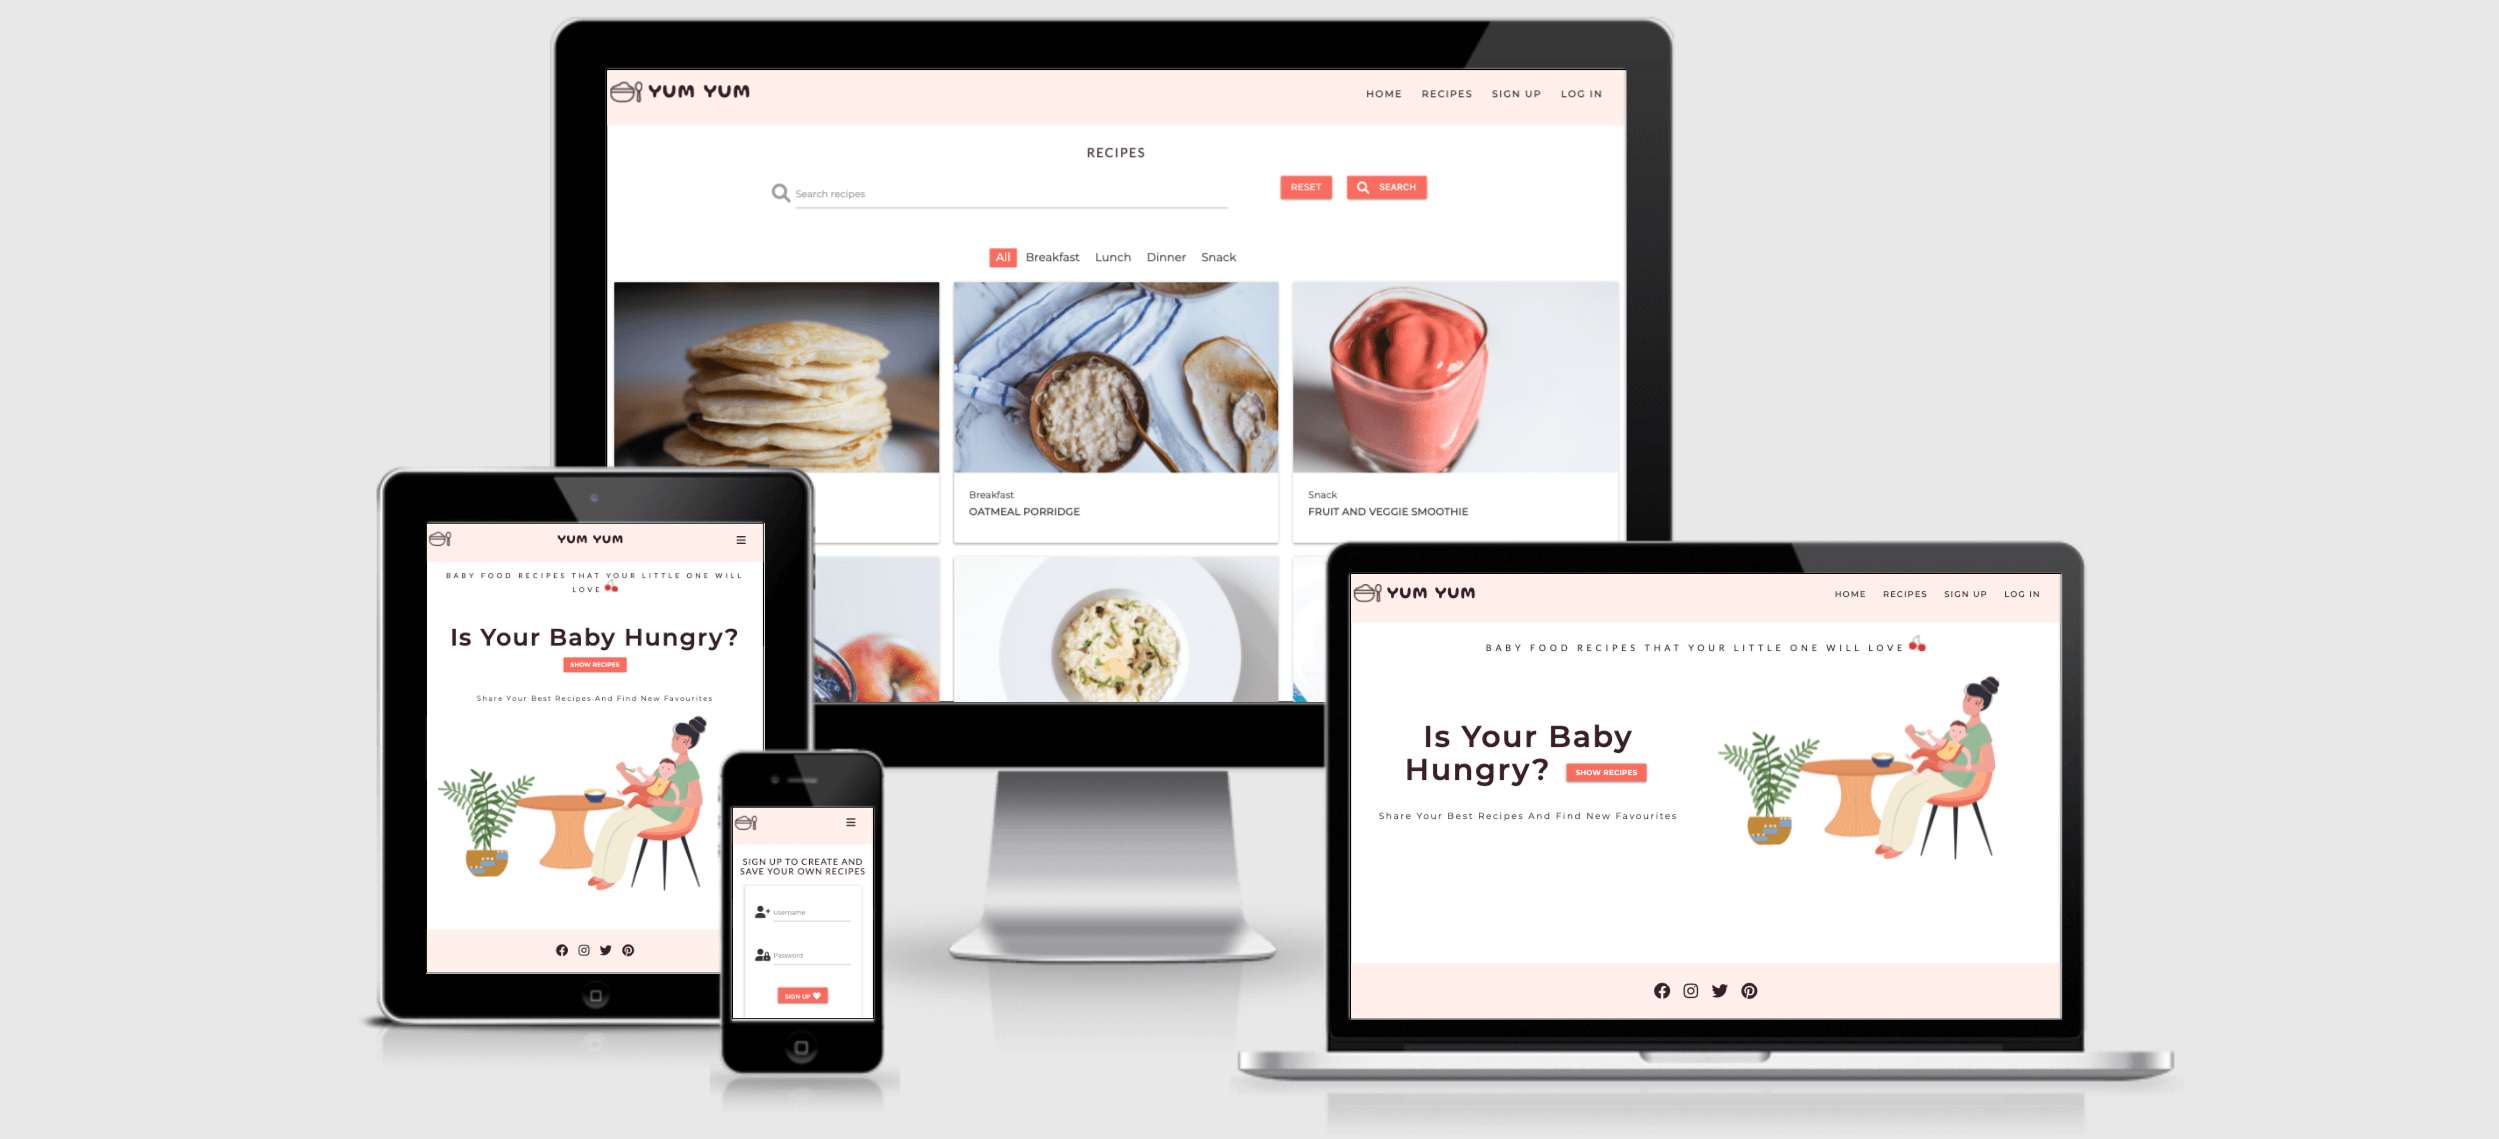 YUM YUM
HOME RECIPES SIGN UP LOG IN
RECIPES
Search recipes
RESET
SEARCH
All Breakfast Lunch Dinner Snack
Breakfast
OATMEAL PORRIDGE
Snack
FRUIT AND VEGGIE SMOOTHIE
YUM YUM
BABY FOOD RECIPES THAT YOUR LITTLE ONE WILL
LOVE
Is Your Baby Hungry?
SHOW RECIPES
Share Your Best Recipes And Find New Favourites
SIGN UP TO CREATE AND
SAVE YOUR OWN RECIPES
Username
Password
SIGN UP
YUM YUM
HOME RECIPES SIGN UP LOG IN
BABY FOOD RECIPES THAT YOUR LITTLE ONE WILL LOVE
Is Your Baby
Hungry? SHOW RECIPES
Share Your Best Recipes And Find New Favourites